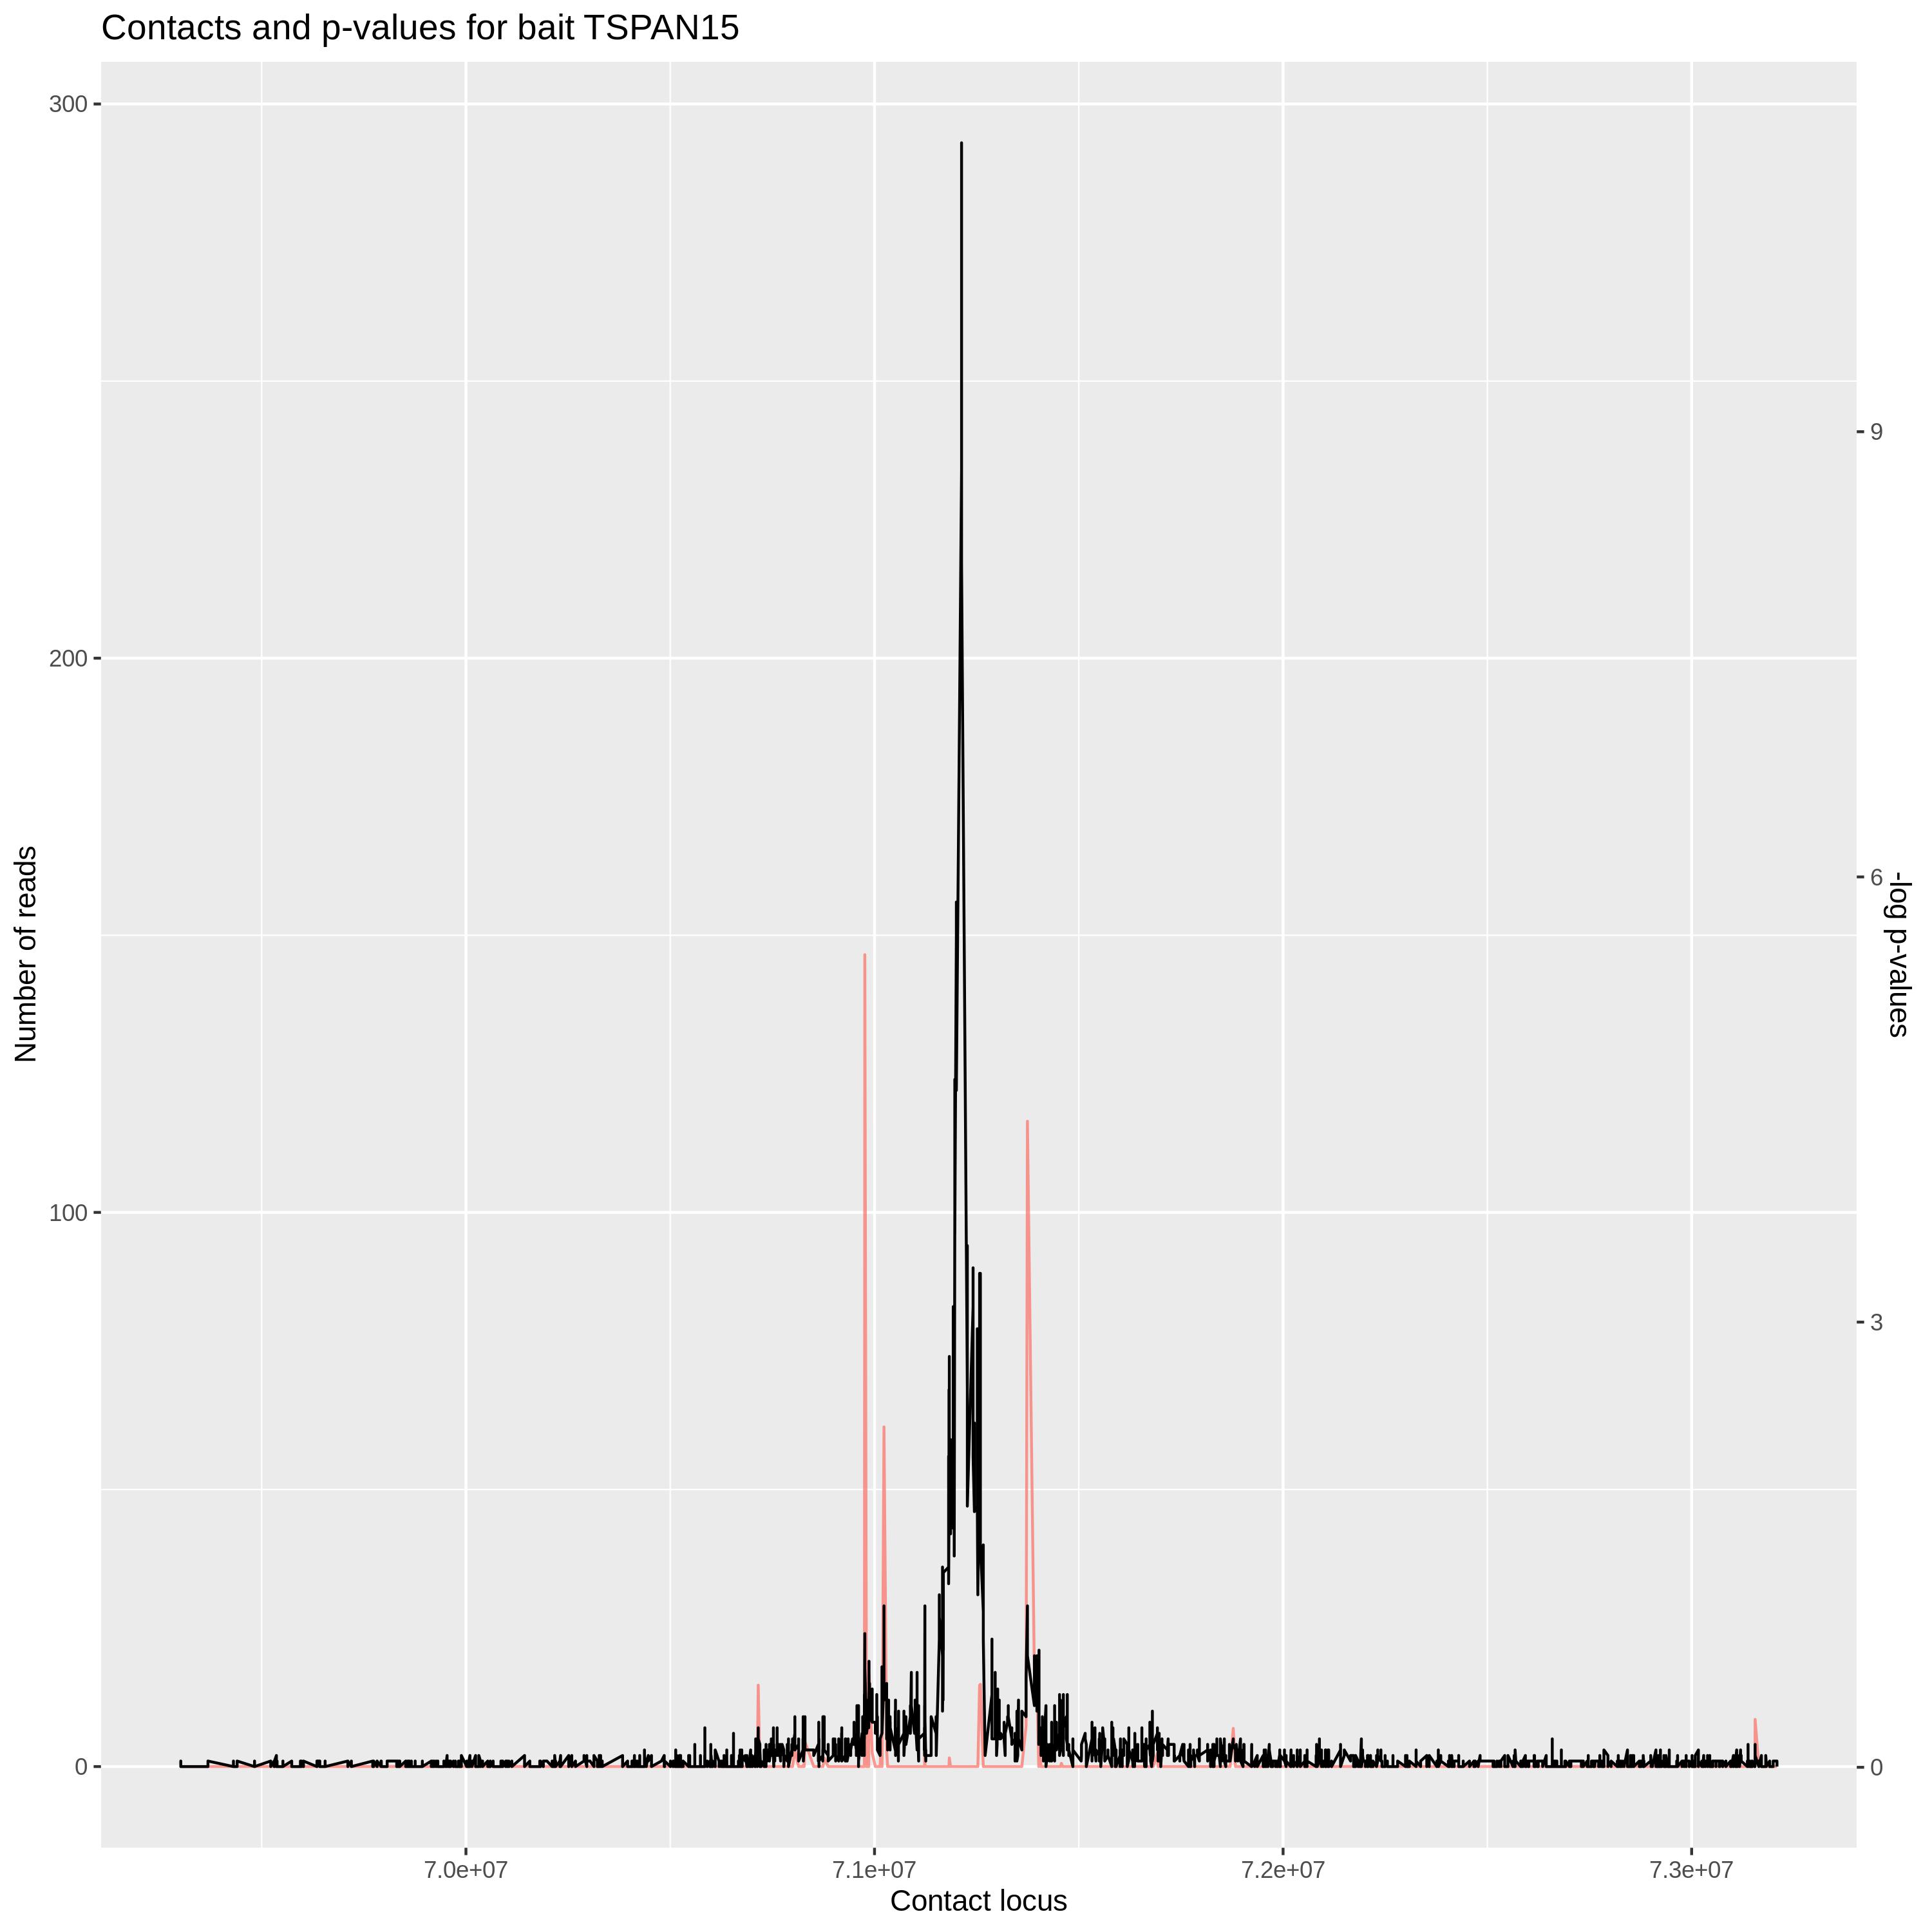 Contacts and p-values for bait TSPAN15
300
200
100
0
Number of reads
9
6
3
0
-log p-values
7.0e+07
7.1e+07
7.2e+07
7.3e+07
Contact locus